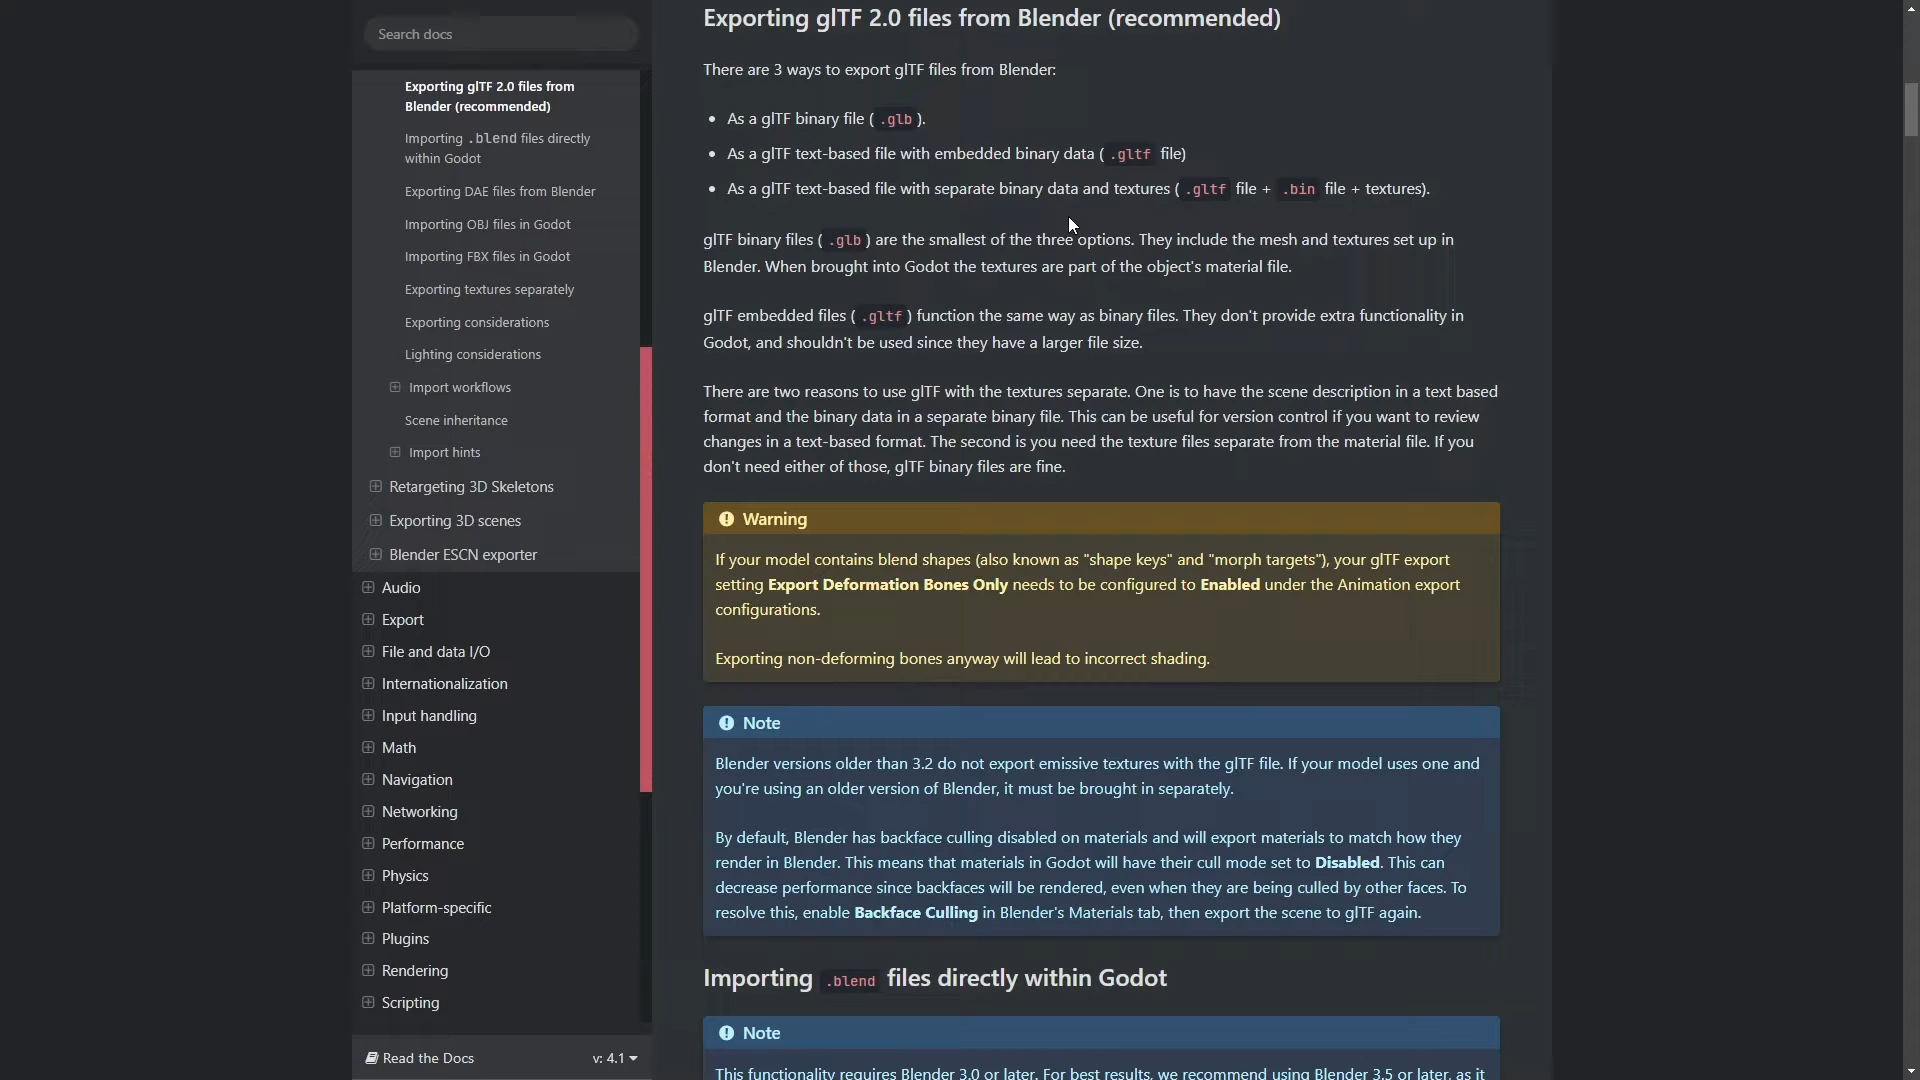 Search docs
Exporting glTF 2.0 files from
Blender (recommended)
Importing .blend files directly
within Godot
Exporting DAE files from Blender
Importing OBJ files in Godot
Importing FBX files in Godot
Exporting textures separately
Exporting considerations
Lighting considerations
Import workflows
Scene inheritance
Import hints
Retargeting 3D Skeletons
Exporting 3D scenes
Blender ESCN exporter
Audio
Export
File and data I/O
Internationalization
Input handling
Math
Navigation
Networking
Performance
Physics
Platform-specific
Plugins
Rendering
Scripting
Read the Docs
v: 4.1
Exporting glTF 2.0 files from Blender (recommended)
There are 3 ways to export glTF files from Blender:
• As a glTF binary file ( .glb ).
• As a glTF text-based file with embedded binary data ( .gltf file)
• As a glTF text-based file with separate binary data and textures ( .gltf file + .bin file + textures).
glTF binary files ( .glb ) are the smallest of the three options. They include the mesh and textures set up in
Blender. When brought into Godot the textures are part of the object's material file.
glTF embedded files ( .gltf ) function the same way as binary files. They don't provide extra functionality in
Godot, and shouldn't be used since they have a larger file size.
There are two reasons to use glTF with the textures separate. One is to have the scene description in a text based
format and the binary data in a separate binary file. This can be useful for version control if you want to review
changes in a text-based format. The second is you need the texture files separate from the material file. If you
don't need either of those, glTF binary files are fine.
Warning
If your model contains blend shapes (also known as "shape keys" and "morph targets"), your glTF export
setting Export Deformation Bones Only needs to be configured to Enabled under the Animation export
configurations.
Exporting non-deforming bones anyway will lead to incorrect shading.
Note
Blender versions older than 3.2 do not export emissive textures with the glTF file. If your model uses one and
you're using an older version of Blender, it must be brought in separately.
By default, Blender has backface culling disabled on materials and will export materials to match how they
render in Blender. This means that materials in Godot will have their cull mode set to Disabled. This can
decrease performance since backfaces will be rendered, even when they are being culled by other faces. To
resolve this, enable Backface Culling in Blender's Materials tab, then export the scene to glTF again.
Importing .blend files directly within Godot
Note
This functionality requires Blender 3.0 or later. For best results, we recommend using Blender 3.5 or later, as it